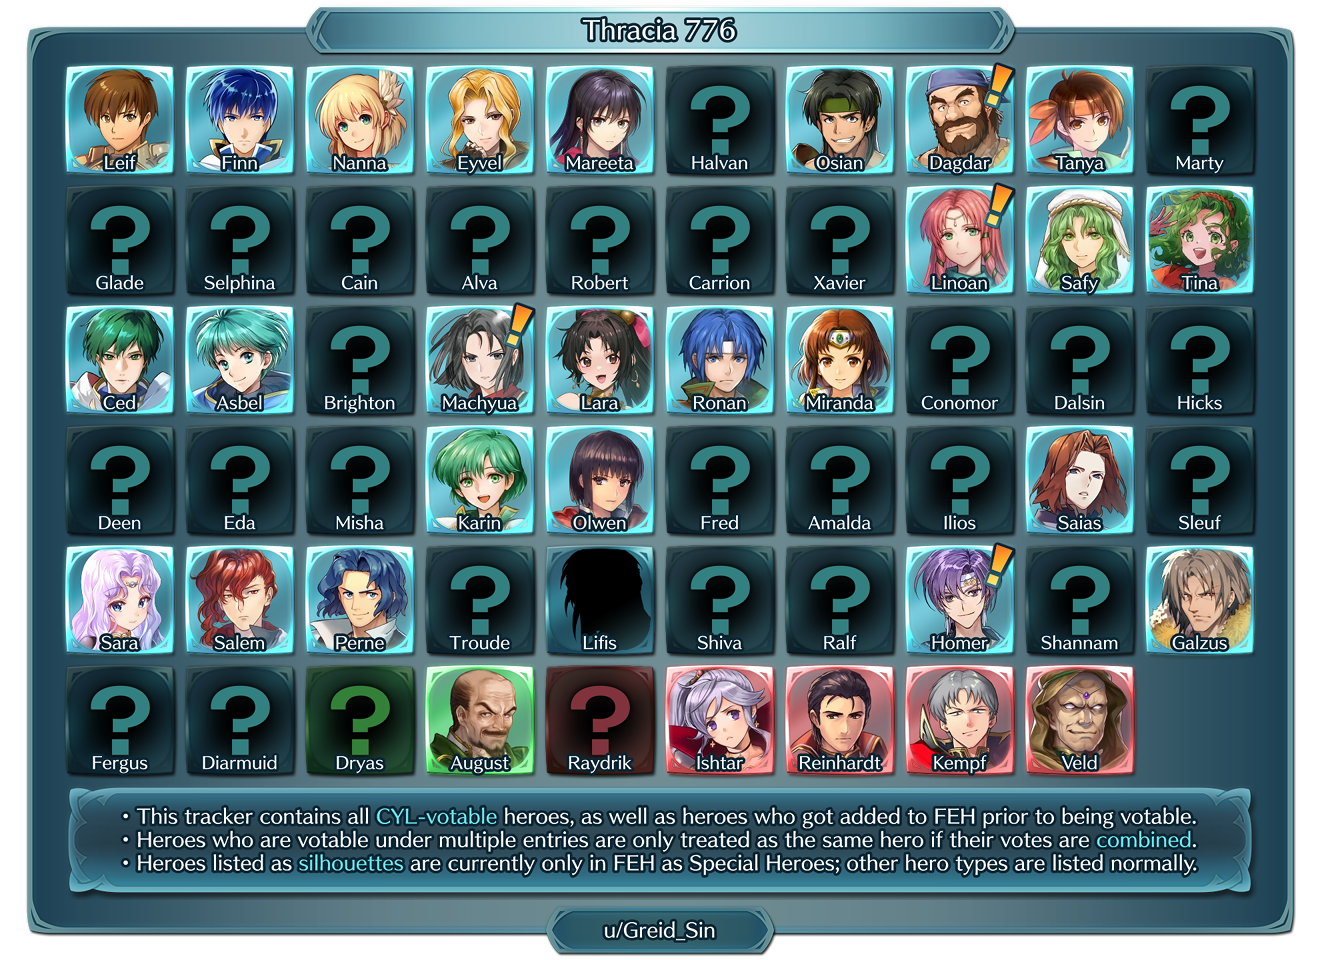 Thracia 776
Leif Finn Nanna Eyvel Mareeta Halvan Osian Dagdar Tanya Marty
Glade Selphina Cain Alva Robert Carrion Xavier Linoan Safy Tina
Ced Asbel Brighton Machyua Lara Ronan Miranda Conomor Dalsin Hicks
Deen Eda Misha Karin Olwen Fred Amalda Ilios Saias Sleuf
Sara Salem Perne Troude Lifis Shiva Ralf Homer Shannam Galzus
Fergus Diarmuid Dryas August Raydrik Ishtar Reinhardt Kempf Veld
• This tracker contains all CYL-votable heroes, as well as heroes who got added to FEH prior to being votable.
• Heroes who are votable under multiple entries are only treated as the same hero if their votes are combined.
• Heroes listed as silhouettes are currently only in FEH as Special Heroes; other hero types are listed normally.
u/Greid_Sin